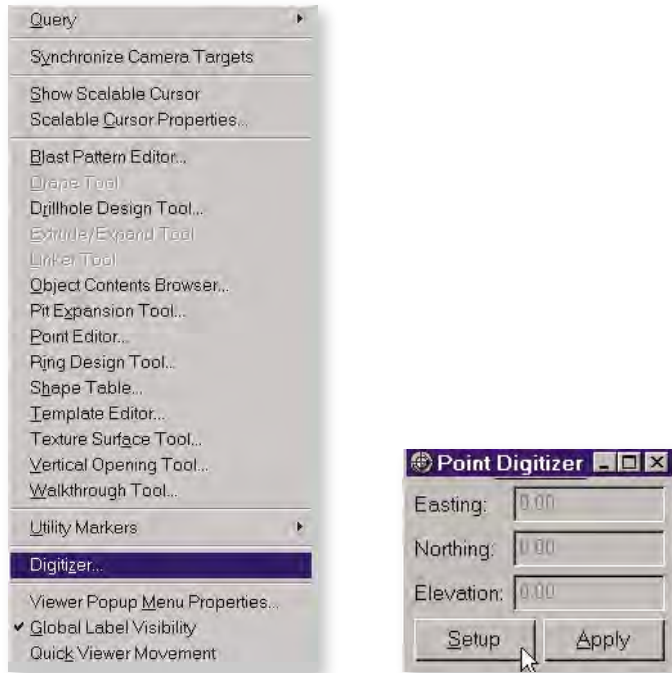 Query
Synchronize Camera Targets
Show Scalable Cursor
Scalable Cursor Properties...
Blast Pattern Editor...
Drape Tool
Drillhole Design Tool...
Extrude/Expand Tool
Linker Tool
Object Contents Browser...
Pit Expansion Tool...
Point Editor...
Ring Design Tool...
Shape Table...
Template Editor...
Texture Surface Tool...
Vertical Opening Tool...
Walkthrough Tool...
Utility Markers
Digitizer...
Viewer Popup Menu Properties...
Global Label Visibility
Quick Viewer Movement
Point Digitizer
Easting: 0.00
Northing: 0.00
Elevation: 0.00
Setup Apply